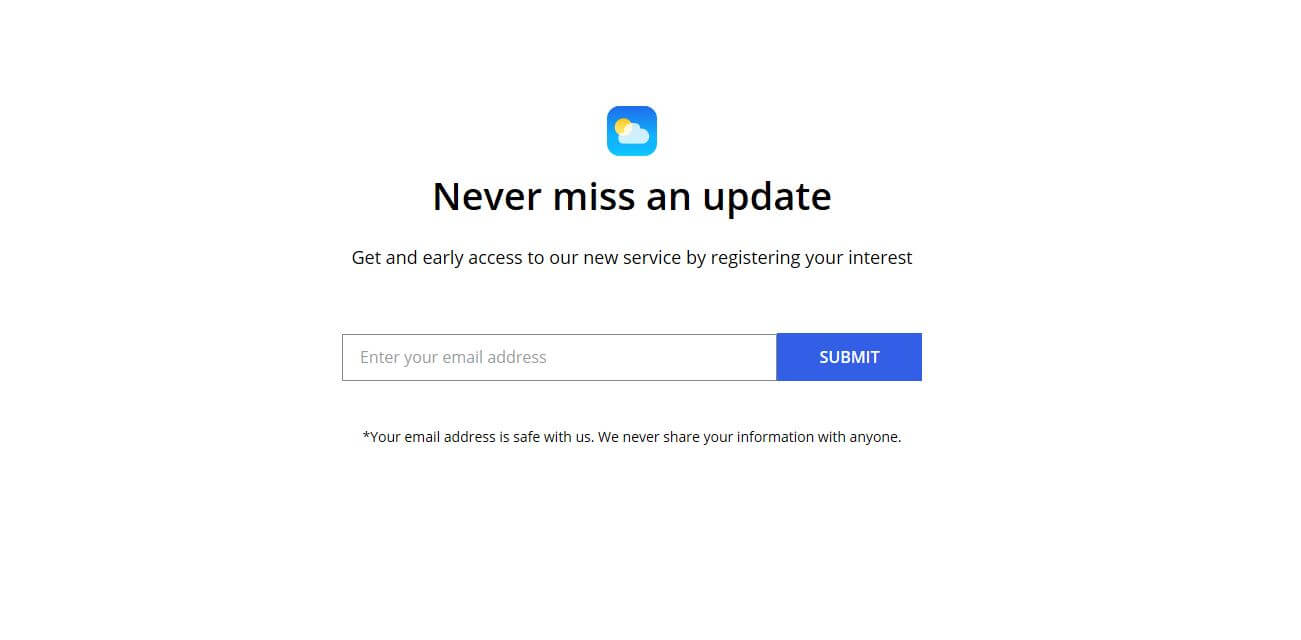 Never miss an update
Get and early access to our new service by registering your interest
Enter your email address
SUBMIT
*Your email address is safe with us. We never share your information with anyone.